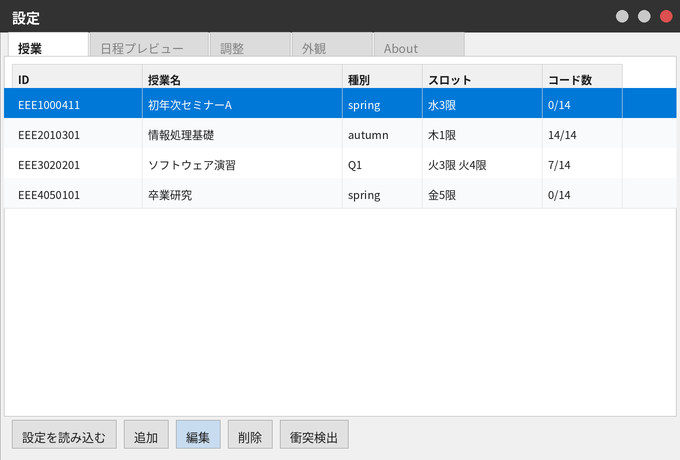 設定
授業 日程プレビュー 調整 外観 About
ID 授業名 種別 スロット コード数
EEE1000411 初年次セミナーA spring 水3限 0/14
EEE2010301 情報処理基礎 autumn 木1限 14/14
EEE3020201 ソフトウェア演習 Q1 火3限 火4限 7/14
EEE4050101 卒業研究 spring 金5限 0/14
設定を読み込む 追加 編集 削除 衝突検出